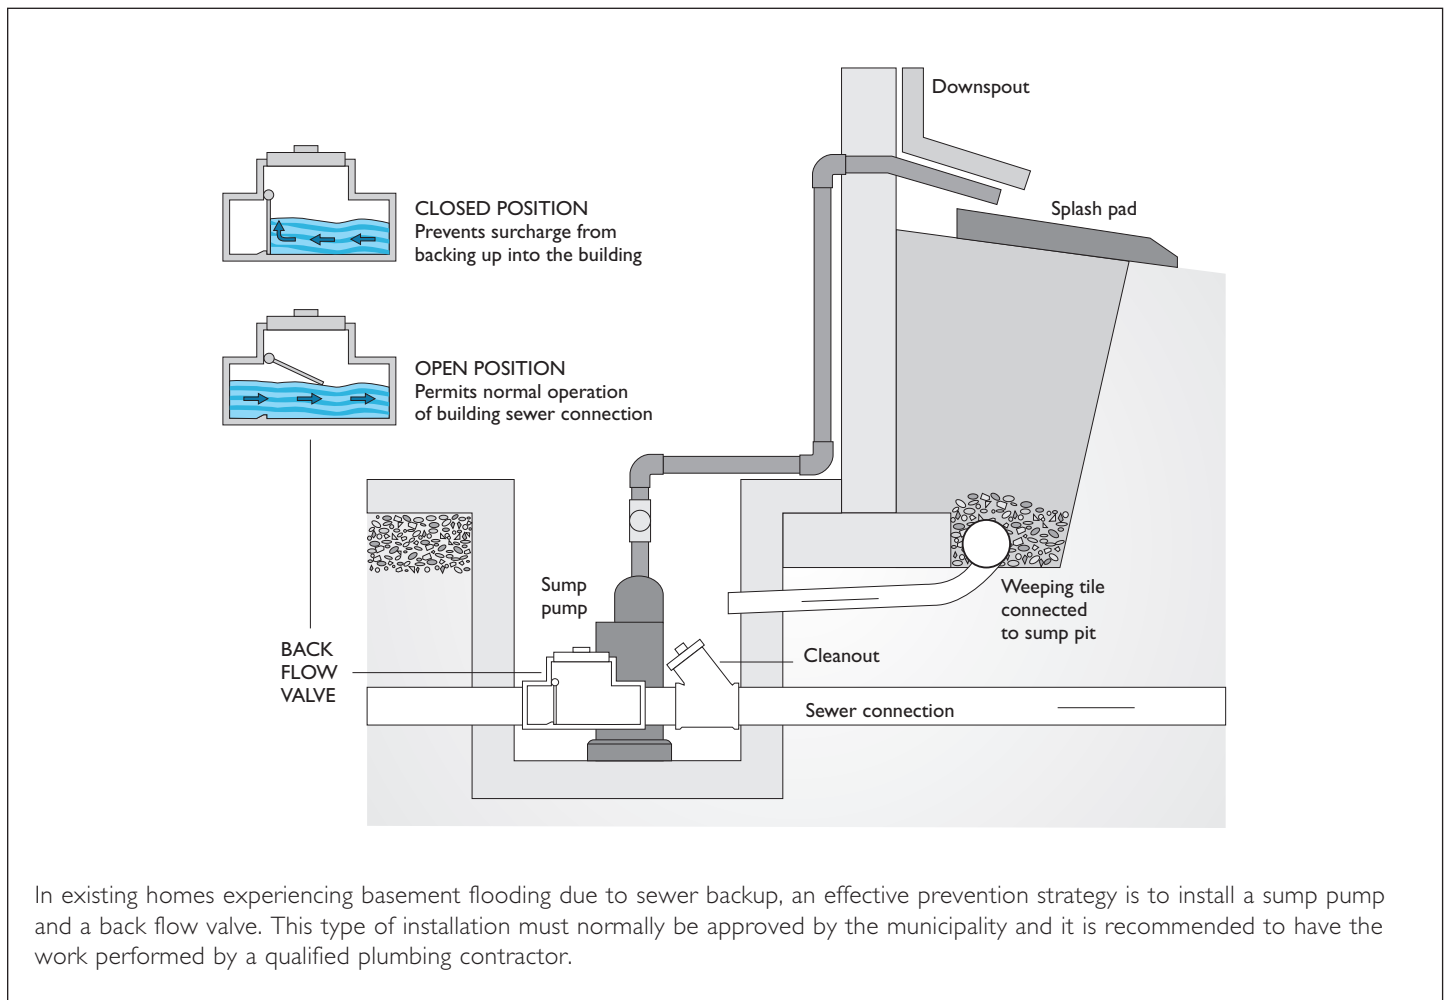 Downspout
CLOSED POSITION
Prevents surcharge from
backing up into the building
Splash pad
OPEN POSITION
Permits normal operation
of building sewer connection
Sump
pump
Weeping tile
connected
to sump pit
BACK
FLOW
VALVE
Cleanout
Sewer connection
In existing homes experiencing basement flooding due to sewer backup, an effective prevention strategy is to install a sump pump
and a back flow valve. This type of installation must normally be approved by the municipality and it is recommended to have the
work performed by a qualified plumbing contractor.